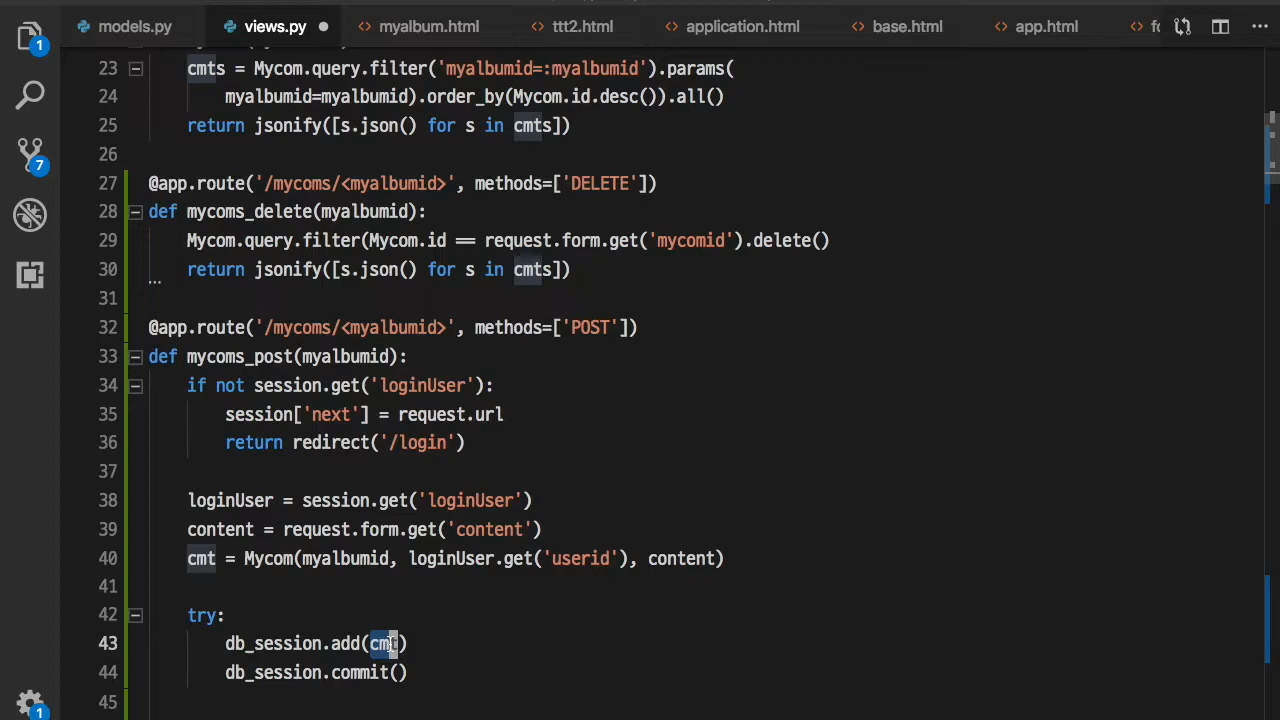 models.py views.py myalbum.html ttt2.html application.html base.html app.html
1
7
1
23 cmts = Mycom.query.filter('myalbumid=:myalbumid').params(
24 myalbumid=myalbumid).order_by(Mycom.id.desc()).all()
25 return jsonify([s.json() for s in cmts])
26
27 @app.route('/mycoms/<myalbumid>', methods=['DELETE'])
28 def mycoms_delete(myalbumid):
29 Mycom.query.filter(Mycom.id == request.form.get('mycomid').delete()
30 return jsonify([s.json() for s in cmts])
31
32 @app.route('/mycoms/<myalbumid>', methods=['POST'])
33 def mycoms_post(myalbumid):
34 if not session.get('loginUser'):
35 session['next'] = request.url
36 return redirect('/login')
37
38 loginUser = session.get('loginUser')
39 content = request.form.get('content')
40 cmt = Mycom(myalbumid, loginUser.get('userid'), content)
41
42 try:
43 db_session.add(cmt)
44 db_session.commit()
45